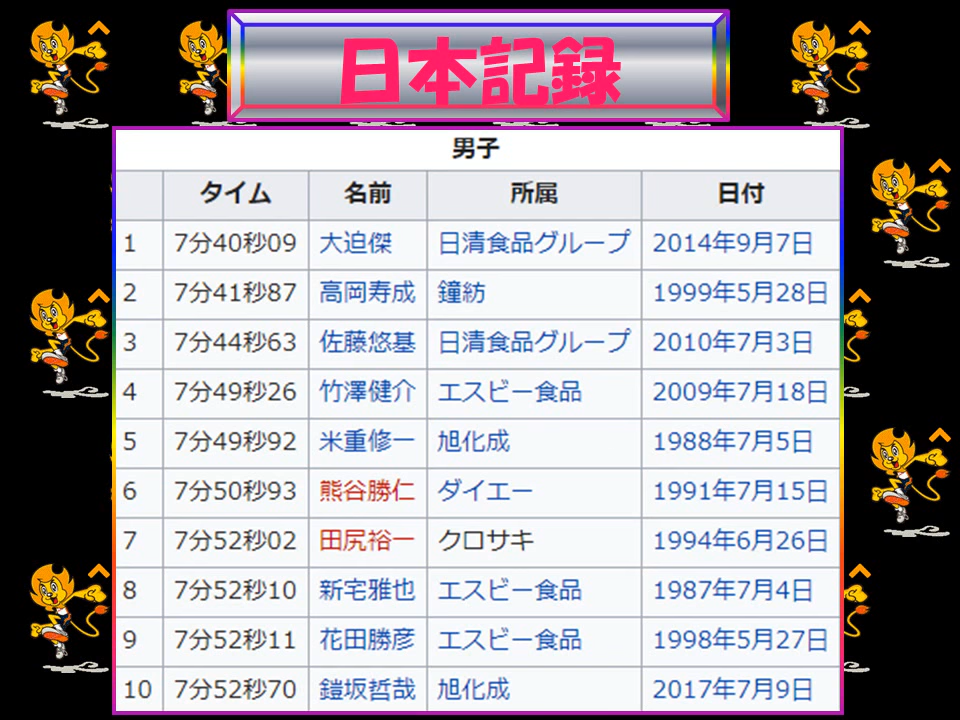 日本記録
男子
タイム 名前 所属 日付
1 7分40秒09 大迫傑 日清食品グループ 2014年9月7日
2 7分41秒87 高岡寿成 鐘紡 1999年5月28日
3 7分44秒63 佐藤悠基 日清食品グループ 2010年7月3日
4 7分49秒26 竹澤健介 エスビー食品 2009年7月18日
5 7分49秒92 米重修一 旭化成 1988年7月5日
6 7分50秒93 熊谷勝仁 ダイエー 1991年7月15日
7 7分52秒02 田尻裕一 クロサキ 1994年6月26日
8 7分52秒10 新宅雅也 エスビー食品 1987年7月4日
9 7分52秒11 花田勝彦 エスビー食品 1998年5月27日
10 7分52秒70 鎧坂哲哉 旭化成 2017年7月9日